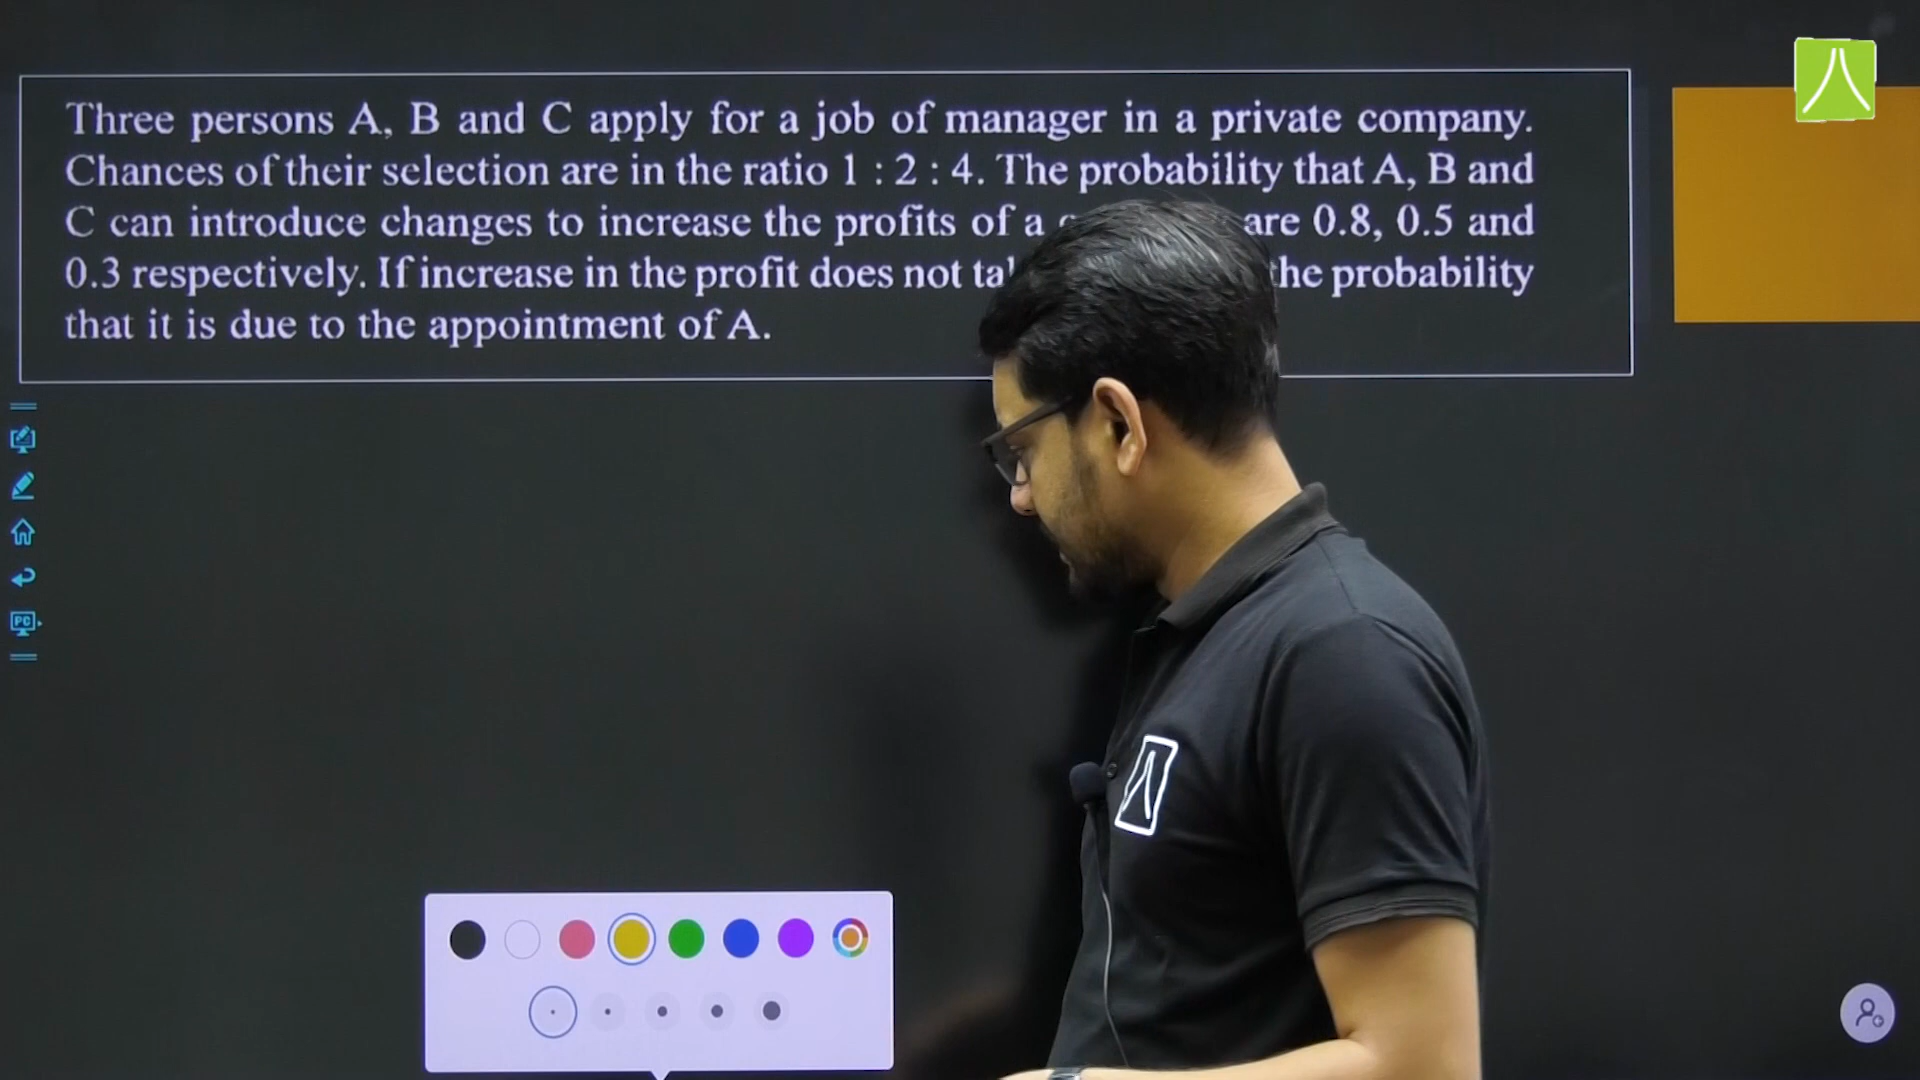 Three persons A, B and C apply for a job of manager in a private company.
Chances of their selection are in the ratio 1 : 2 : 4. The probability that A, B and
C can introduce changes to increase the profits of a are 0.8, 0.5 and
0.3 respectively. If increase in the profit does not the probability
that it is due to the appointment of A.
PC